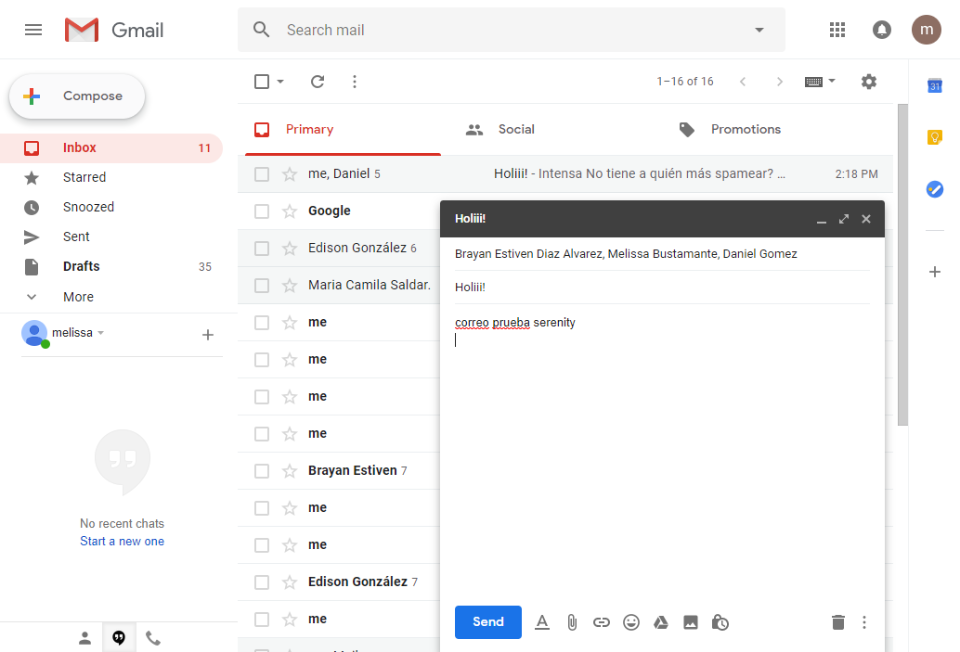 Gmail
Search mail
m
Compose
1–16 of 16
31
Primary
Social
Promotions
Inbox 11
Starred
Snoozed
Sent
Drafts 35
More
melissa
No recent chats
Start a new one
me, Daniel 5 Holiii! - Intensa No tiene a quién más spamear? ... 2:18 PM
Google
Edison González 6
Maria Camila Saldar.
me
me
me
me
Brayan Estiven 7
me
me
Edison González 7
me
Holiii!
Brayan Estiven Diaz Alvarez, Melissa Bustamante, Daniel Gomez
Holiii!
correo prueba serenity
Send